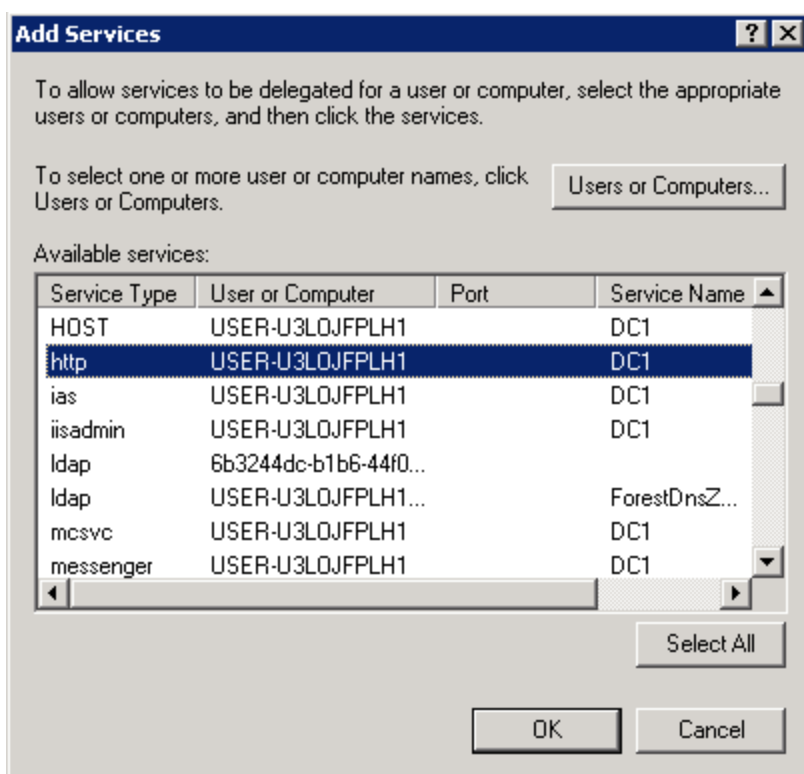 Add Services
To allow services to be delegated for a user or computer, select the appropriate
users or computers, and then click the services.
To select one or more user or computer names, click
Users or Computers.
Users or Computers...
Available services:
Service Type User or Computer Port Service Name
HOST USER-U3LOJFPLH1 DC1
http USER-U3LOJFPLH1 DC1
ias USER-U3LOJFPLH1 DC1
iisadmin USER-U3LOJFPLH1 DC1
ldap 6b3244dc-b1b6-44f0...
ldap USER-U3LOJFPLH1... ForestDnsZ...
mcsvc USER-U3LOJFPLH1 DC1
messenger USER-U3LOJFPLH1 DC1
Select All
OK Cancel